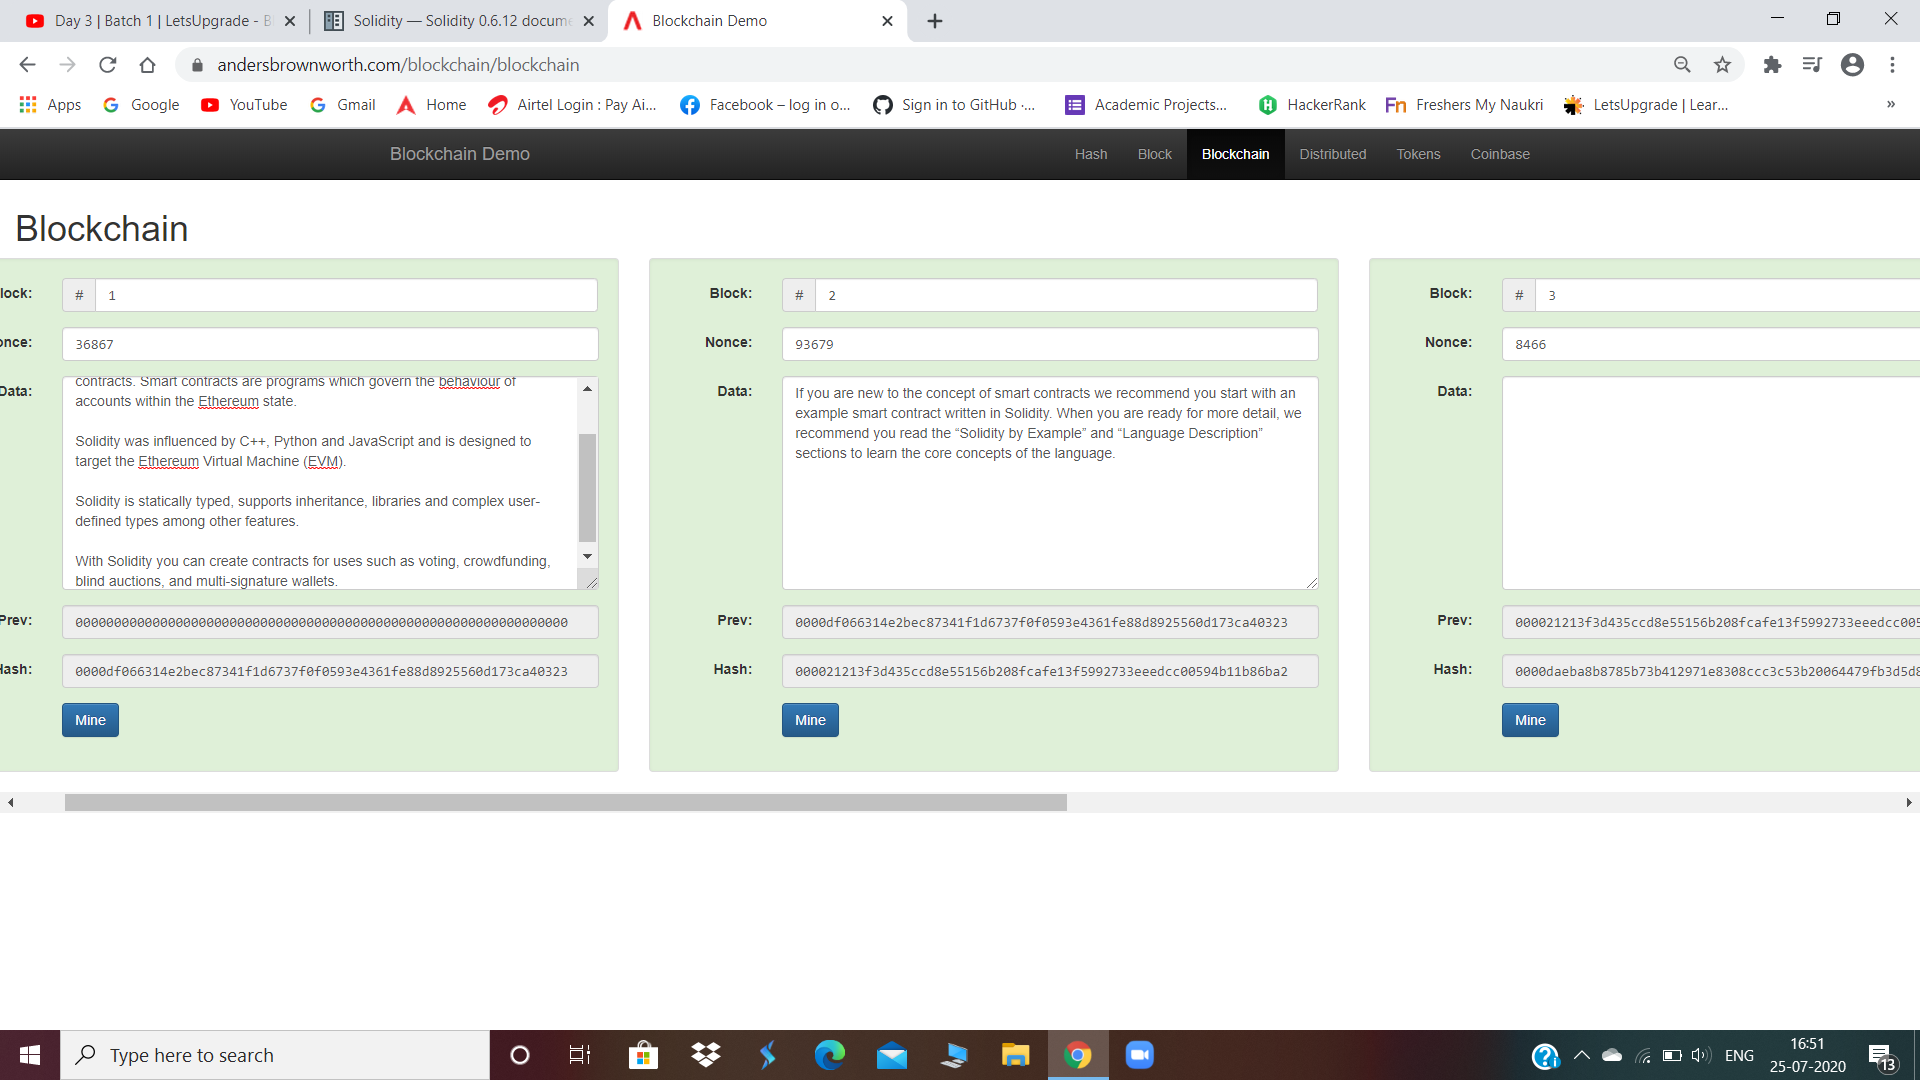 Day 3 | Batch 1 | LetsUpgrade - B
Solidity — Solidity 0.6.12 docume
Blockchain Demo
andersbrownworth.com/blockchain/blockchain
Apps
Google
YouTube
Gmail
Home
Airtel Login : Pay Ai...
Facebook – log in o...
Sign in to GitHub ·...
Academic Projects...
HackerRank
Fn Freshers My Naukri
LetsUpgrade | Lear...
»
Blockchain Demo
Hash
Block
Blockchain
Distributed
Tokens
Coinbase
Blockchain
lock:
# 1
once:
36867
Data:
contracts. Smart contracts are programs which govern the behaviour of
accounts within the Ethereum state.
Solidity was influenced by C++, Python and JavaScript and is designed to
target the Ethereum Virtual Machine (EVM).
Solidity is statically typed, supports inheritance, libraries and complex user-
defined types among other features.
With Solidity you can create contracts for uses such as voting, crowdfunding,
blind auctions, and multi-signature wallets.
Prev:
0000000000000000000000000000000000000000000000000000000000000000
Hash:
0000df066314e2bec87341f1d6737f0f0593e4361fe88d8925560d173ca40323
Mine
Block:
# 2
Nonce:
93679
Data:
If you are new to the concept of smart contracts we recommend you start with an
example smart contract written in Solidity. When you are ready for more detail, we
recommend you read the “Solidity by Example” and “Language Description”
sections to learn the core concepts of the language.
Prev:
0000df066314e2bec87341f1d6737f0f0593e4361fe88d8925560d173ca40323
Hash:
000021213f3d435ccd8e55156b208fcafe13f5992733eeedcc00594b11b86ba2
Mine
Block:
# 3
Nonce:
8466
Data:
Prev:
000021213f3d435ccd8e55156b208fcafe13f5992733eeedcc005
Hash:
0000daeba8b8785b73b412971e8308ccc3c53b20064479fb3d5d8
Mine
Type here to search
ENG
16:51
25-07-2020
13